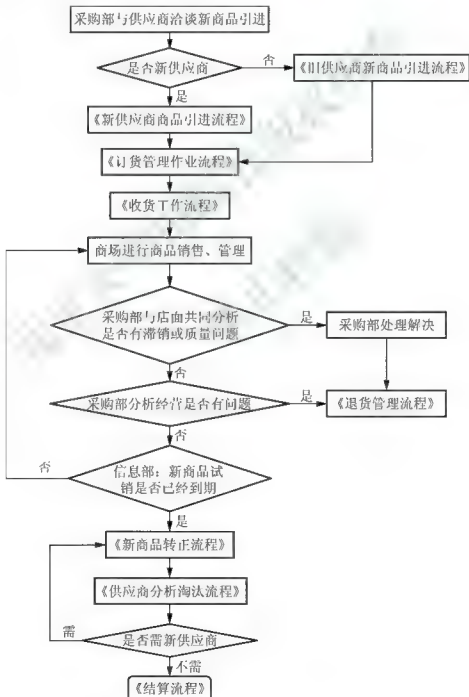 采购部与供应商洽谈新商品引进
是否新供应商
否
《旧供应商新商品引进流程》
是
《新供应商商品引进流程》
《订货管理作业流程》
《收货工作流程》
商场进行商品销售、管理
采购部与店面共同分析
是否有滞销或质量问题
是
采购部处理解决
否
采购部分析经营是否有问题
是
《退货管理流程》
否
信息部：新商品试
销是否已经到期
否
是
《新商品转正流程》
《供应商分析淘汰流程》
是否需新供应商
需
不需
《结算流程》